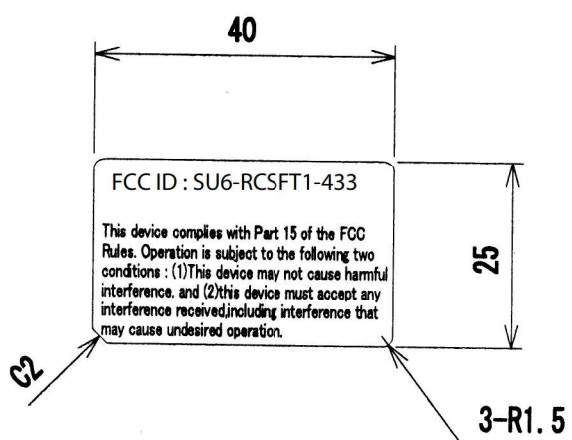 40
FCC ID : SU6-RCSFT1-433
This device complies with Part 15 of the FCC
Rules. Operation is subject to the following two
conditions : (1)This device may not cause harmful
interference. and (2)this device must accept any
interference received,including interference that
may cause undesired operation.
25
C2
3-R1. 5